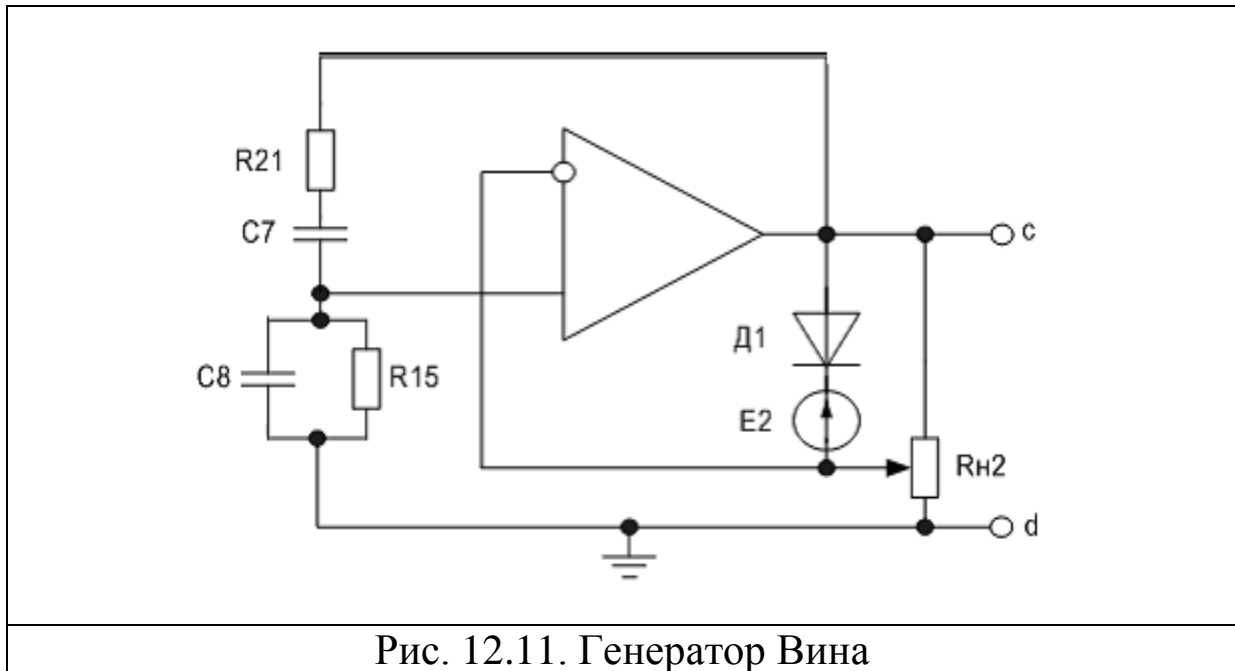 R21
C7
C8
R15
Д1
E2
Rн2
c
d
Рис. 12.11. Генератор Вина